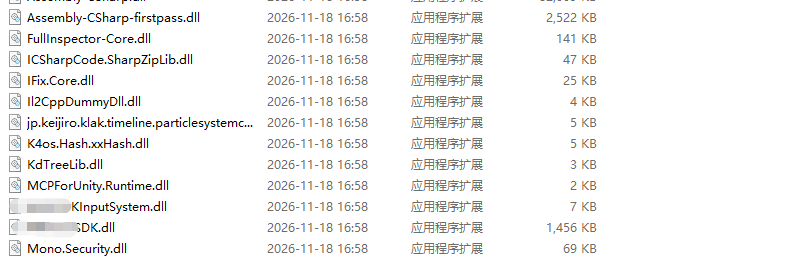 Assembly-CSharp-firstpass.dll 2026-11-18 16:58 应用程序扩展 2,522 KB
FullInspector-Core.dll 2026-11-18 16:58 应用程序扩展 141 KB
ICSharpCode.SharpZipLib.dll 2026-11-18 16:58 应用程序扩展 47 KB
IFix.Core.dll 2026-11-18 16:58 应用程序扩展 25 KB
Il2CppDummyDll.dll 2026-11-18 16:58 应用程序扩展 4 KB
jp.keijiro.klak.timeline.particlesystemc... 2026-11-18 16:58 应用程序扩展 5 KB
K4os.Hash.xxHash.dll 2026-11-18 16:58 应用程序扩展 5 KB
KdTreeLib.dll 2026-11-18 16:58 应用程序扩展 3 KB
MCPForUnity.Runtime.dll 2026-11-18 16:58 应用程序扩展 2 KB
KInputSystem.dll 2026-11-18 16:58 应用程序扩展 7 KB
SDK.dll 2026-11-18 16:58 应用程序扩展 1,456 KB
Mono.Security.dll 2026-11-18 16:58 应用程序扩展 69 KB